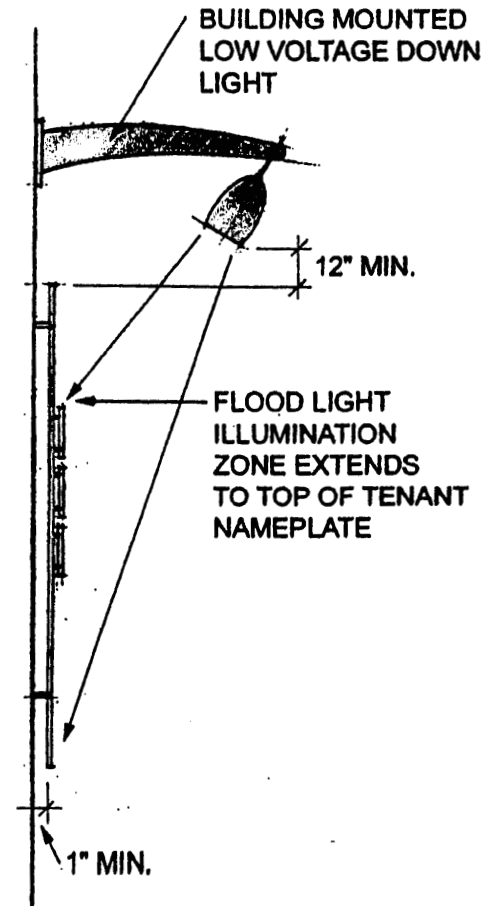 BUILDING MOUNTED
LOW VOLTAGE DOWN
LIGHT
12" MIN.
FLOOD LIGHT
ILLUMINATION
ZONE EXTENDS
TO TOP OF TENANT
NAMEPLATE
1" MIN.